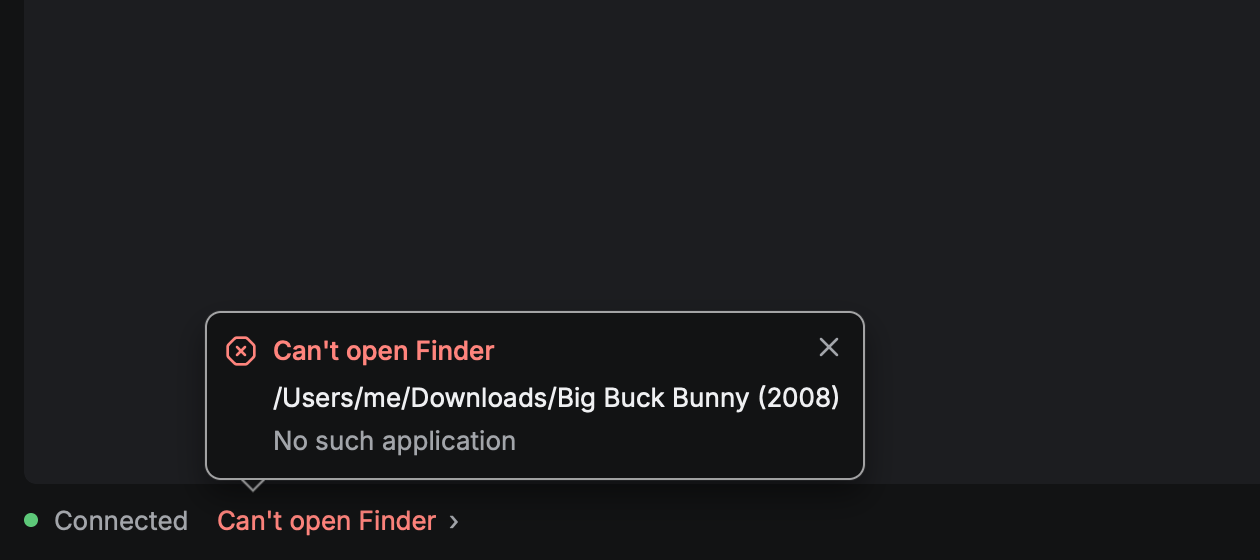 Can't open Finder
/Users/me/Downloads/Big Buck Bunny (2008)
No such application
Connected Can't open Finder ›